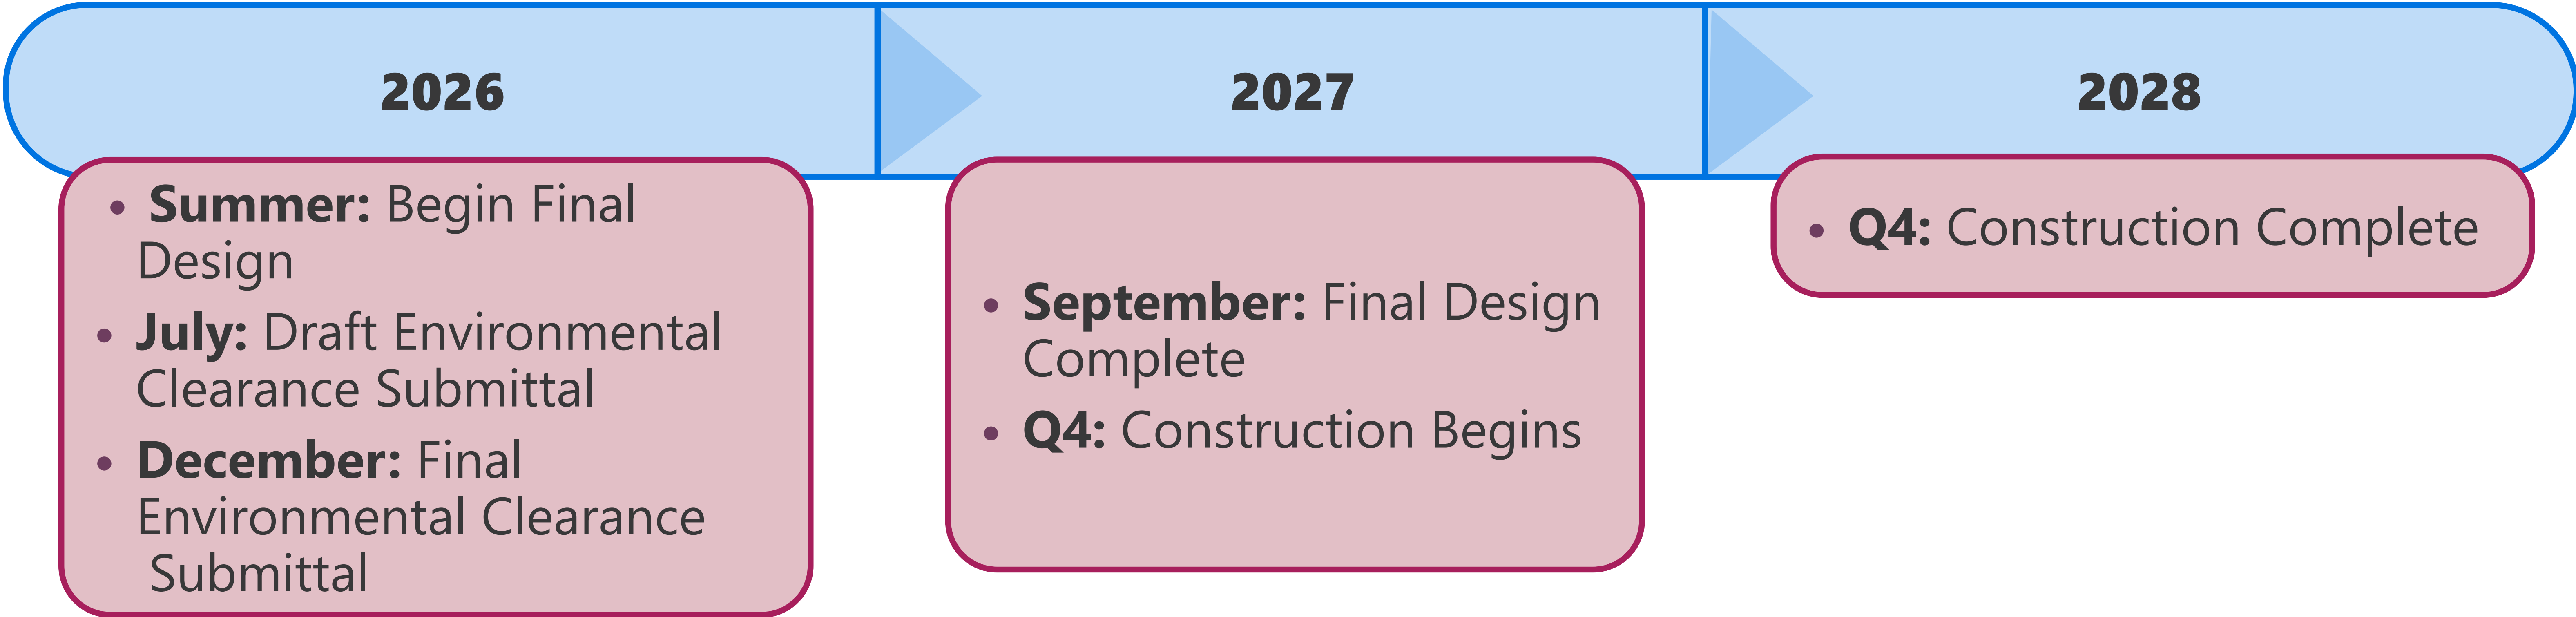 2026
• Summer: Begin Final
Design
• July: Draft Environmental
Clearance Submittal
• December: Final
Environmental Clearance
Submittal
2027
• September: Final Design
Complete
• Q4: Construction Begins
2028
• Q4: Construction Complete